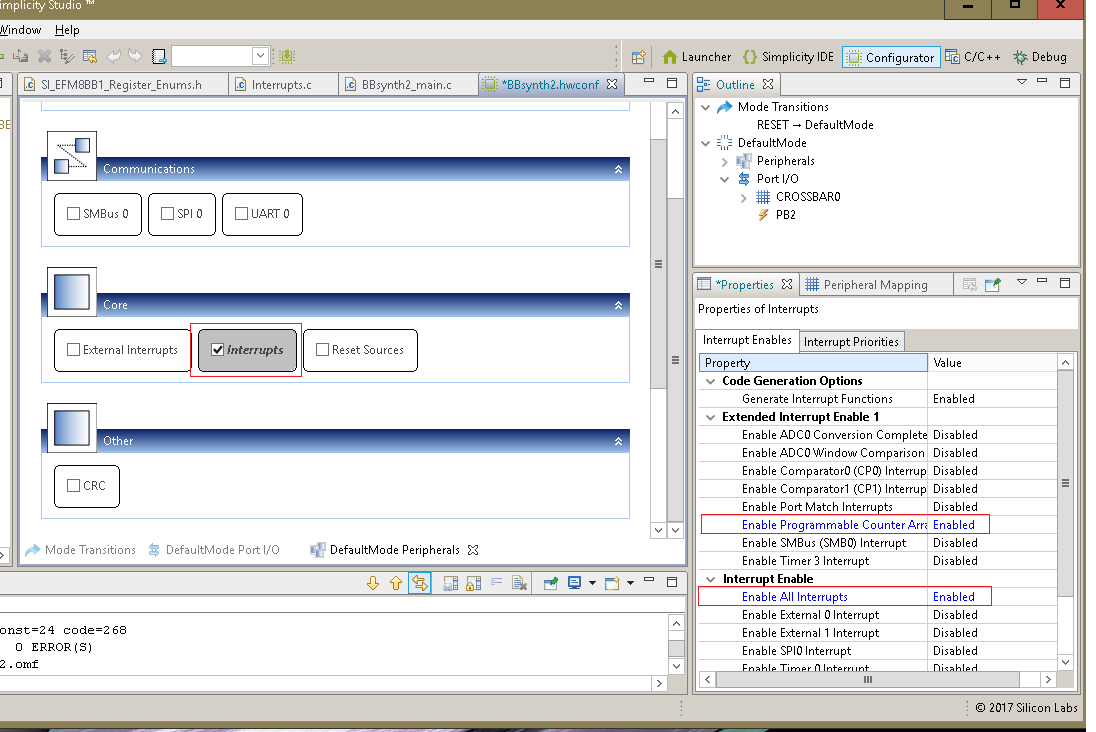 implicity Studio ™
Window Help
Launcher Simplicity IDE Configurator C/C++ Debug
SI_EFM8BB1_Register_Enums.h Interrupts.c BBsynth2_main.c *BBsynth2.hwconf
Communications
SMBus 0 SPI 0 UART 0
Core
External Interrupts Interrupts Reset Sources
Other
CRC
Mode Transitions DefaultMode Port I/O DefaultMode Peripherals
onst=24 code=268
0 ERROR(S)
2.omf
Outline
Mode Transitions
RESET → DefaultMode
DefaultMode
Peripherals
Port I/O
CROSSBAR0
PB2
*Properties Peripheral Mapping
Properties of Interrupts
Interrupt Enables Interrupt Priorities
Property Value
Code Generation Options
Generate Interrupt Functions Enabled
Extended Interrupt Enable 1
Enable ADC0 Conversion Complete Disabled
Enable ADC0 Window Comparison Disabled
Enable Comparator0 (CP0) Interrup Disabled
Enable Comparator1 (CP1) Interrup Disabled
Enable Port Match Interrupts Disabled
Enable Programmable Counter Arra Enabled
Enable SMBus (SMB0) Interrupt Disabled
Enable Timer 3 Interrupt Disabled
Interrupt Enable
Enable All Interrupts Enabled
Enable External 0 Interrupt Disabled
Enable External 1 Interrupt Disabled
Enable SPI0 Interrupt Disabled
Enable Timer 0 Interrupt Disabled
© 2017 Silicon Labs